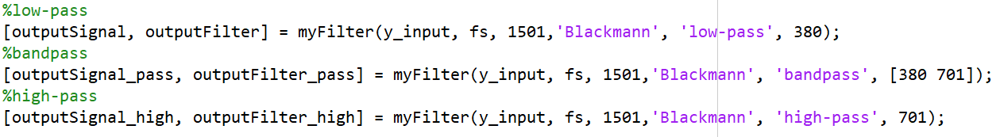 %low-pass
[outputSignal, outputFilter] = myFilter(y_input, fs, 1501,'Blackmann', 'low-pass', 380);
%bandpass
[outputSignal_pass, outputFilter_pass] = myFilter(y_input, fs, 1501,'Blackmann', 'bandpass', [380 701]);
%high-pass
[outputSignal_high, outputFilter_high] = myFilter(y_input, fs, 1501,'Blackmann', 'high-pass', 701);